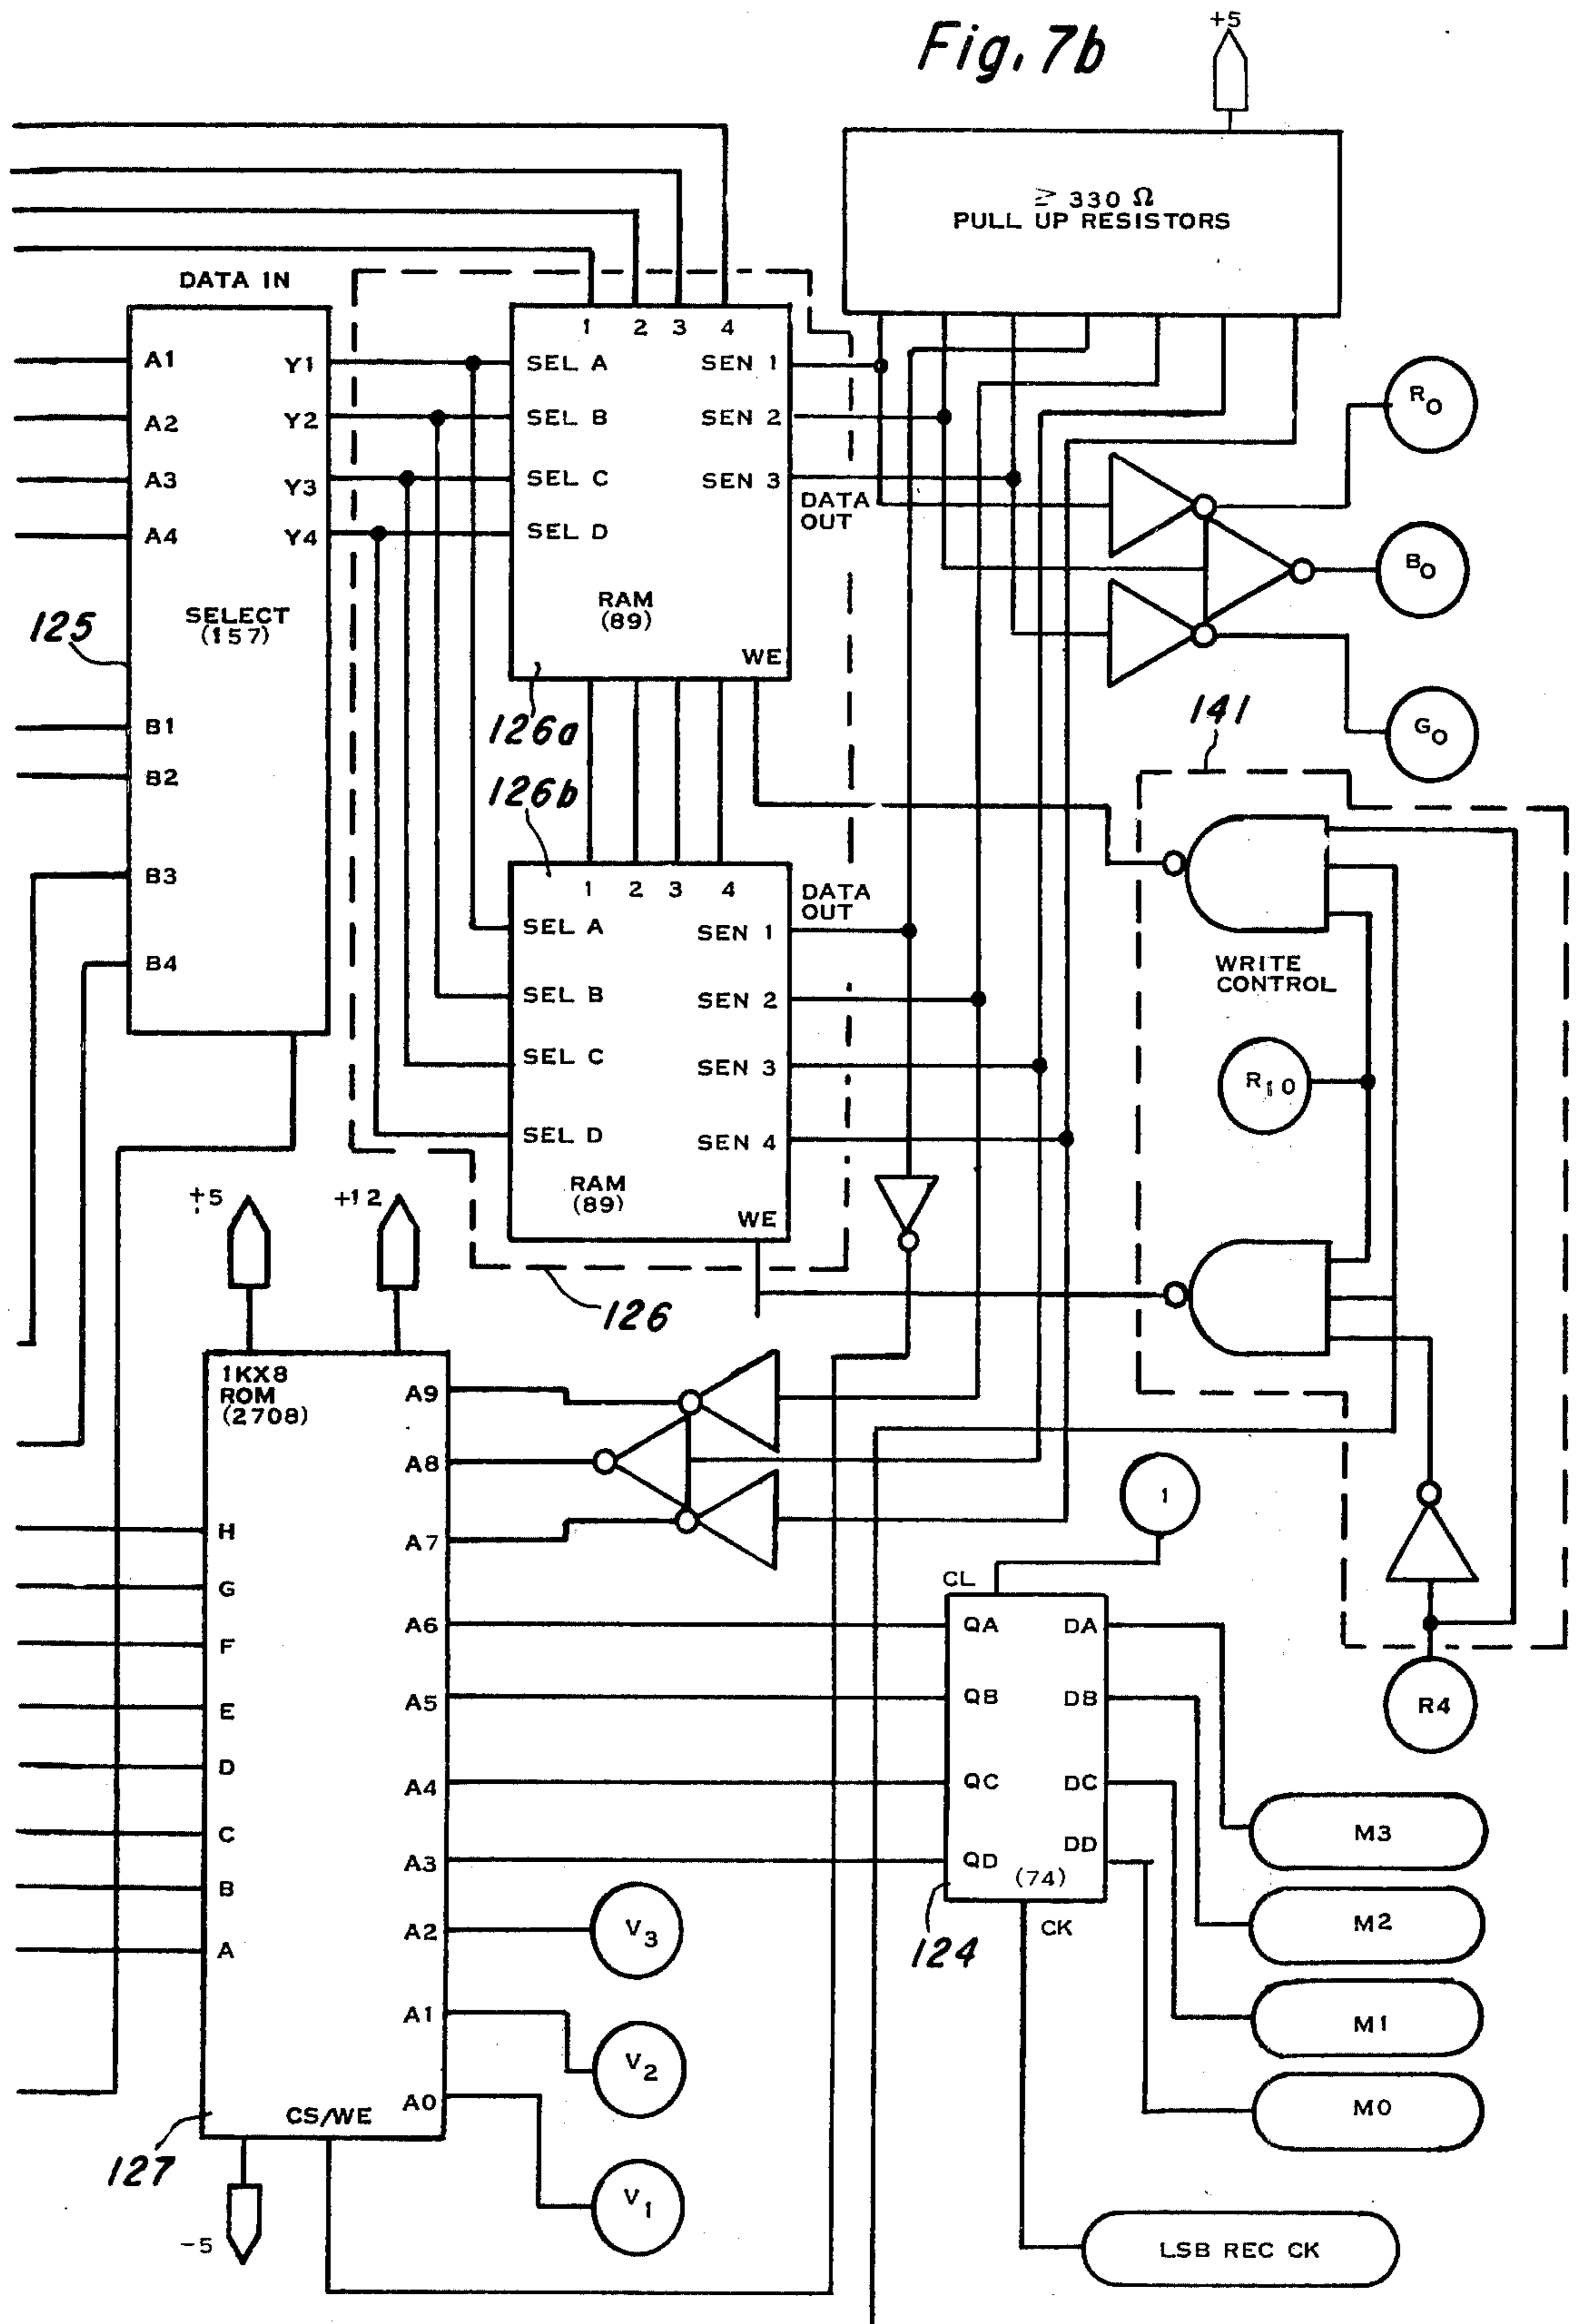 Fig. 7b
+5
≥ 330 Ω
PULL UP RESISTORS
DATA IN
A1
A2
A3
A4
B1
B2
B3
B4
Y1
Y2
Y3
Y4
SELECT
(157)
125
1 2 3 4
SEL A
SEL B
SEL C
SEL D
SEN 1
SEN 2
SEN 3
DATA
OUT
RAM
(89)
WE
126a
R0
B0
G0
141
126b
1 2 3 4
SEL A
SEL B
SEL C
SEL D
DATA
OUT
SEN 1
SEN 2
SEN 3
SEN 4
RAM
(89)
WE
126
WRITE
CONTROL
R10
+5
+12
1KX8
ROM
(2708)
H
G
F
E
D
C
B
A
A9
A8
A7
A6
A5
A4
A3
A2
A1
A0
CS/WE
127
-5
V3
V2
V1
1
CL
QA
QB
QC
QD
DA
DB
DC
DD
(74)
CK
124
R4
M3
M2
M1
M0
LSB REC CK